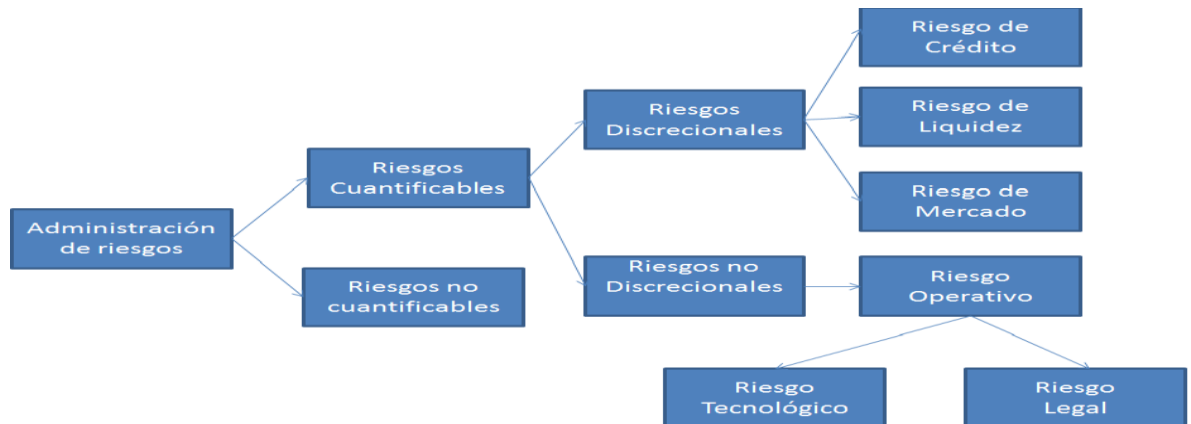 Administración
de riesgos
Riesgos
Cuantificables
Riesgos no
cuantificables
Riesgos
Discrecionales
Riesgos no
Discrecionales
Riesgo de
Crédito
Riesgo de
Liquidez
Riesgo de
Mercado
Riesgo
Operativo
Riesgo
Tecnológico
Riesgo
Legal